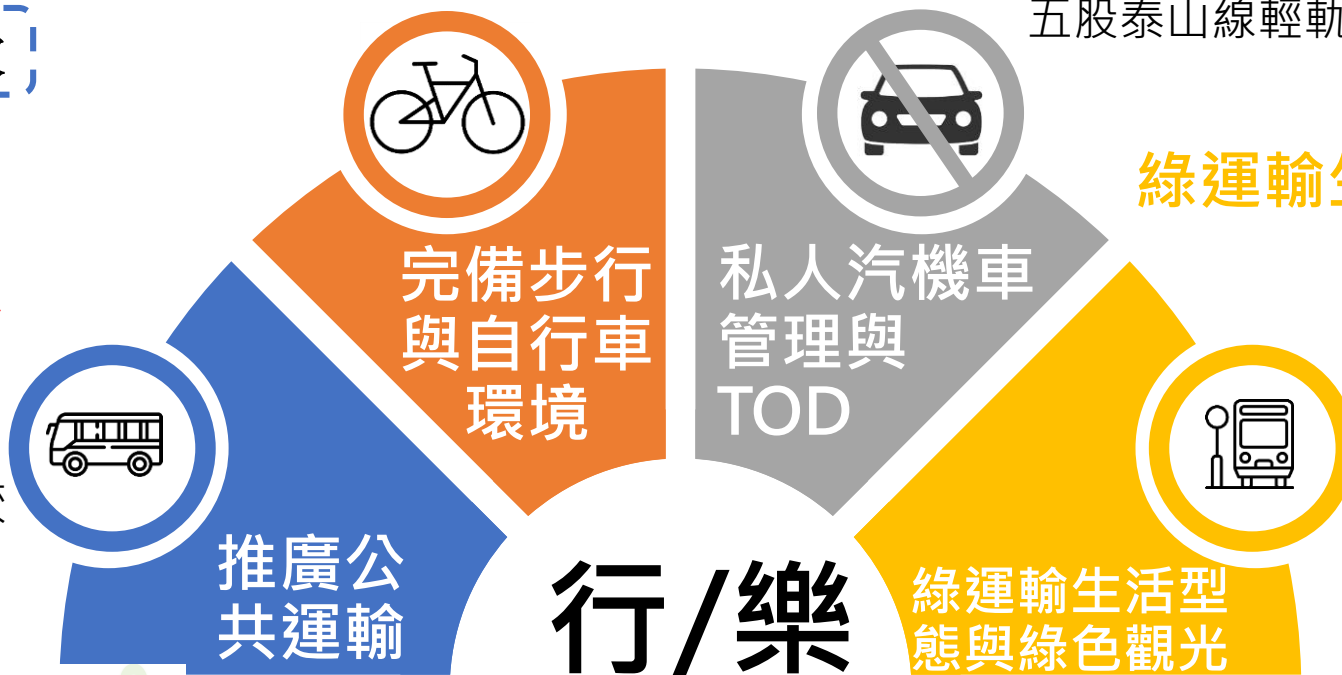 五股泰山線輕軌
綠運輸
完備步行
與自行車
環境
私人汽機車
管理與
TOD
推廣公
共運輸
行/樂
綠運輸生活型
態與綠色觀光